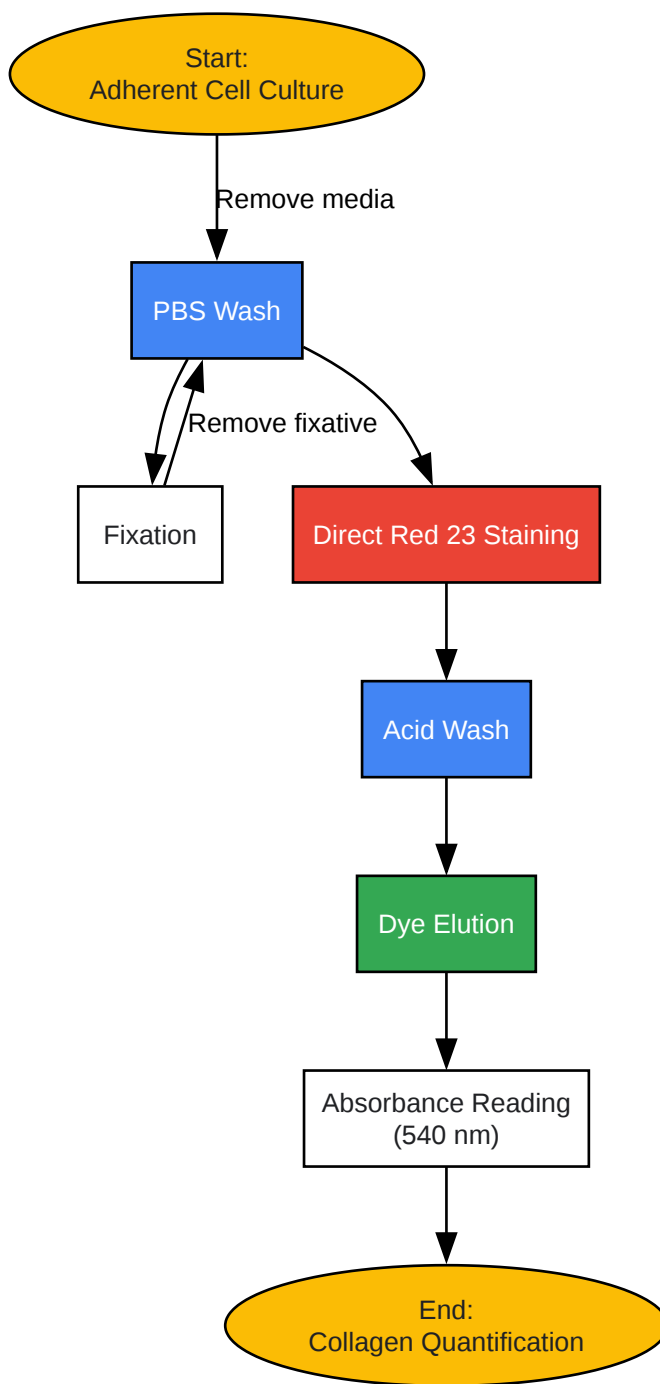 Start:
Adherent Cell Culture
Remove media
PBS Wash
Remove fixative
Fixation
Direct Red 23 Staining
Acid Wash
Dye Elution
Absorbance Reading
(540 nm)
End:
Collagen Quantification